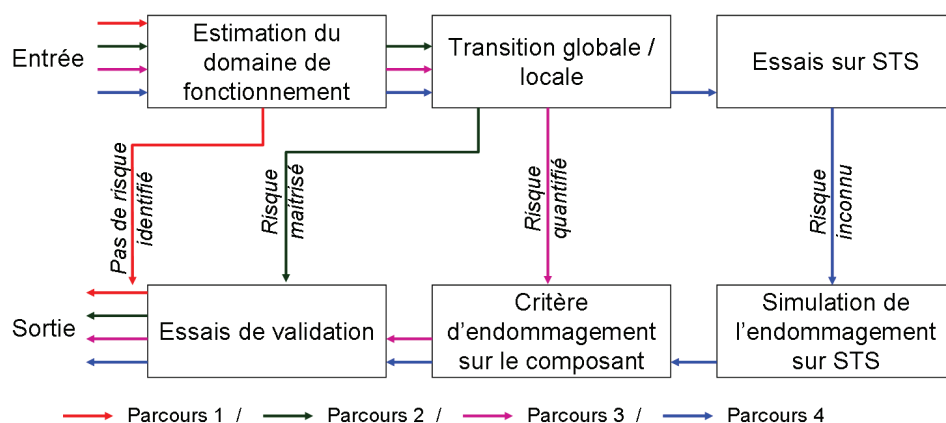 Entrée
Estimation du
domaine de
fonctionnement
Transition globale /
locale
Essais sur STS
Pas de risque
identifié
Risque
maitrisé
Risque
quantifié
Risque
inconnu
Sortie
Essais de validation
Critère
d'endommagement
sur le composant
Simulation de
l'endommagement
sur STS
Parcours 1 / Parcours 2 / Parcours 3 / Parcours 4